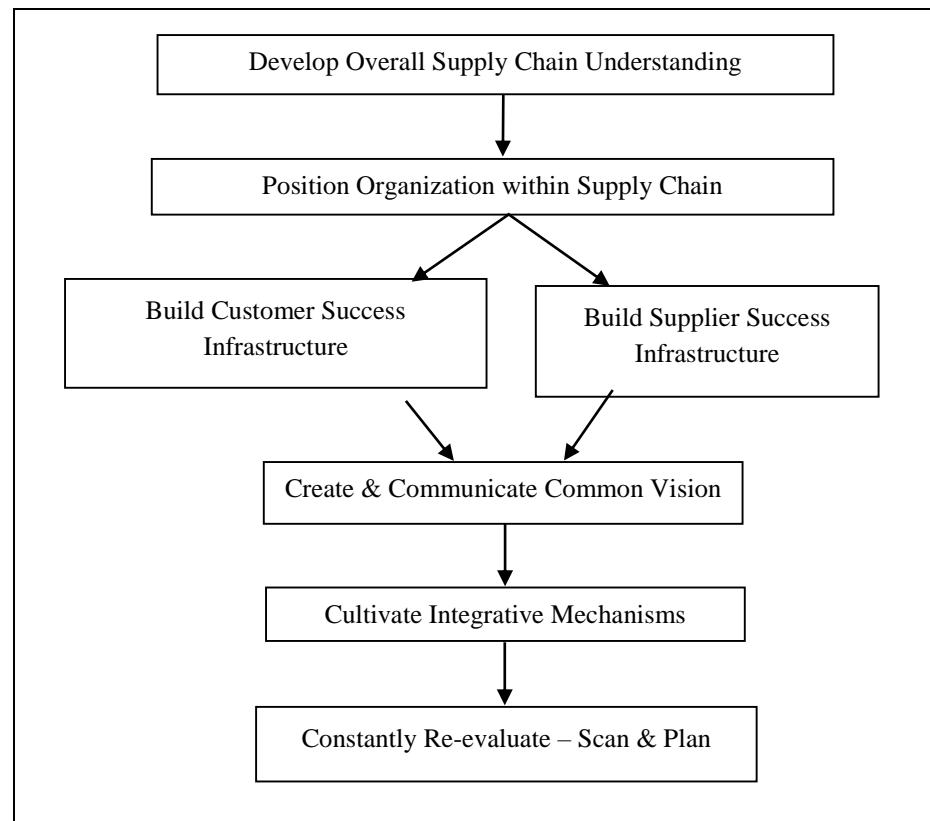 Develop Overall Supply Chain Understanding
Position Organization within Supply Chain
Build Customer Success
Infrastructure
Build Supplier Success
Infrastructure
Create & Communicate Common Vision
Cultivate Integrative Mechanisms
Constantly Re-evaluate – Scan & Plan